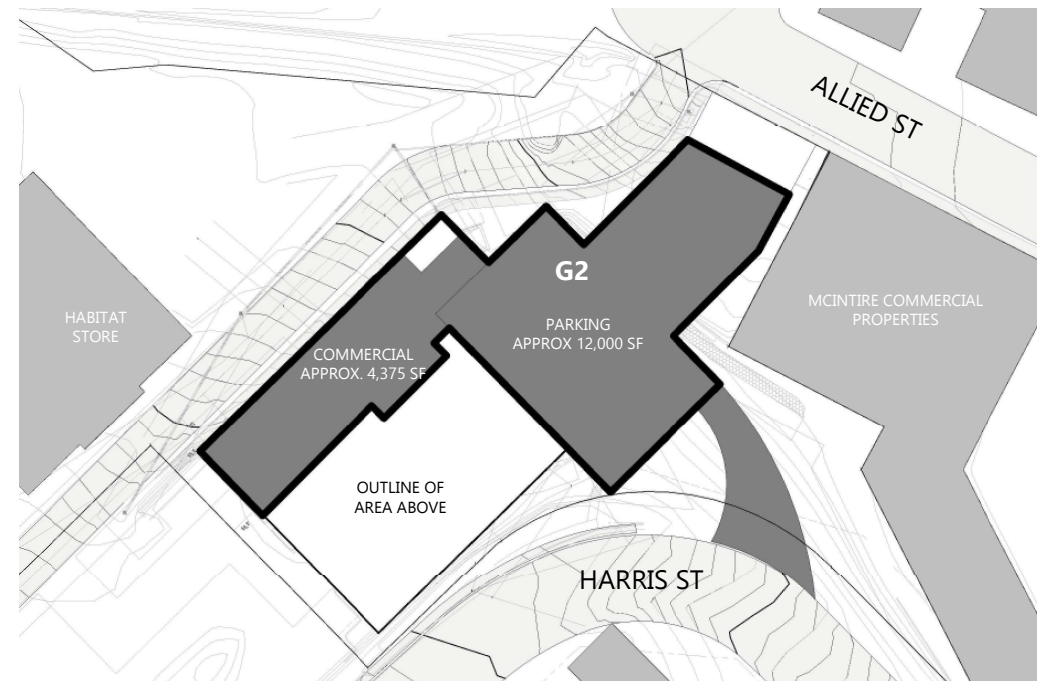 ALLIED ST
G2
MCINTIRE COMMERCIAL
PROPERTIES
HABITAT
STORE
PARKING
APPROX 12,000 SF
COMMERCIAL
APPROX. 4,375 SF
OUTLINE OF
AREA ABOVE
HARRIS ST